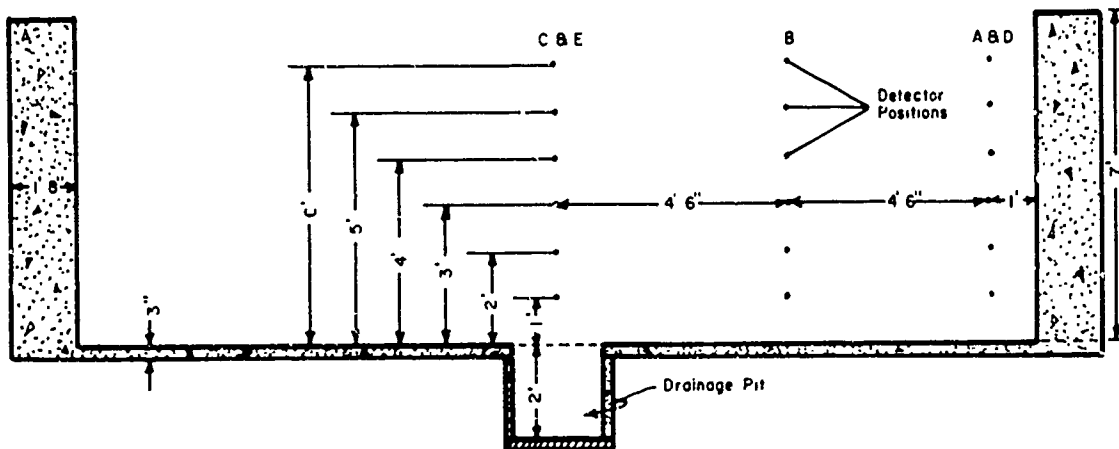 C & E
B
A & D
Detector
Positions
1' 8"
6'
5'
4'
3'
2'
1'
4' 6"
4' 6"
1'
7'
3"
2'
Drainage Pit